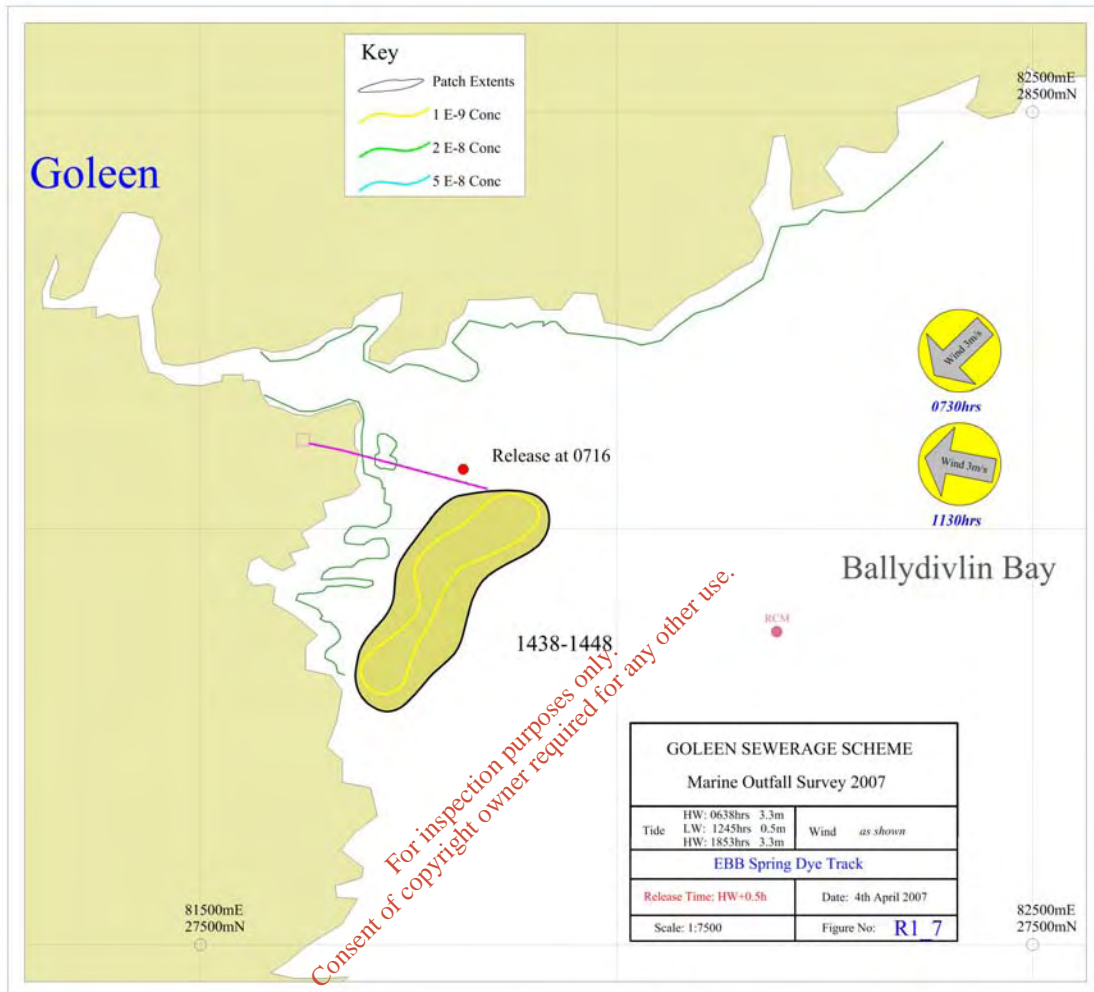 Key
Patch Extents
1 E-9 Conc
2 E-8 Conc
5 E-8 Conc
82500mE
28500mN
Goleen
Wind 3m/s
0730hrs
Release at 0716
Wind 3m/s
1130hrs
Ballydivlin Bay
RCM
1438-1448
For inspection purposes only.
Consent of copyright owner required for any other use.
GOLEEN SEWERAGE SCHEME
Marine Outfall Survey 2007
Tide
HW: 0638hrs 3.3m
LW: 1245hrs 0.5m
HW: 1853hrs 3.3m
Wind as shown
EBB Spring Dye Track
Release Time: HW+0.5h
Date: 4th April 2007
Scale: 1:7500
Figure No: R1_7
81500mE
27500mN
82500mE
27500mN